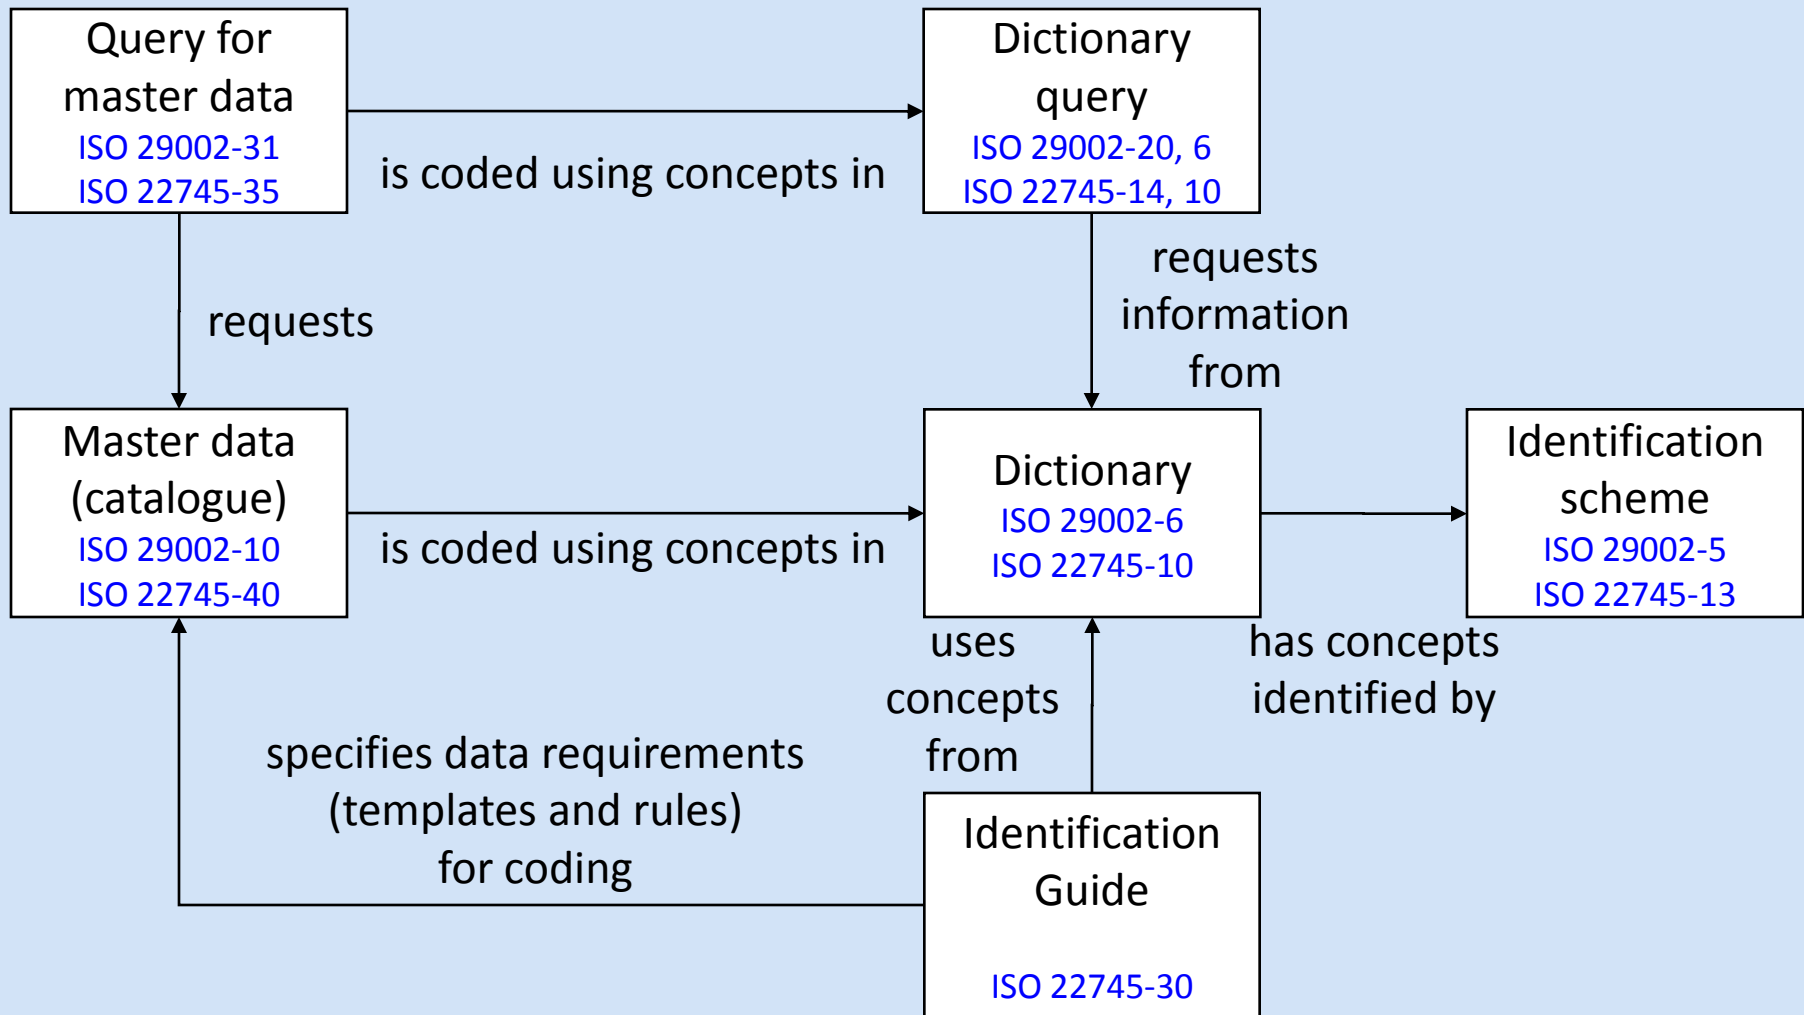 Query for
master data
ISO 29002-31
ISO 22745-35
is coded using concepts in
Dictionary
query
ISO 29002-20, 6
ISO 22745-14, 10
requests
requests
information
from
Master data
(catalogue)
ISO 29002-10
ISO 22745-40
is coded using concepts in
Dictionary
ISO 29002-6
ISO 22745-10
Identification
scheme
ISO 29002-5
ISO 22745-13
uses
concepts
from
has concepts
identified by
specifies data requirements
(templates and rules)
for coding
Identification
Guide
ISO 22745-30